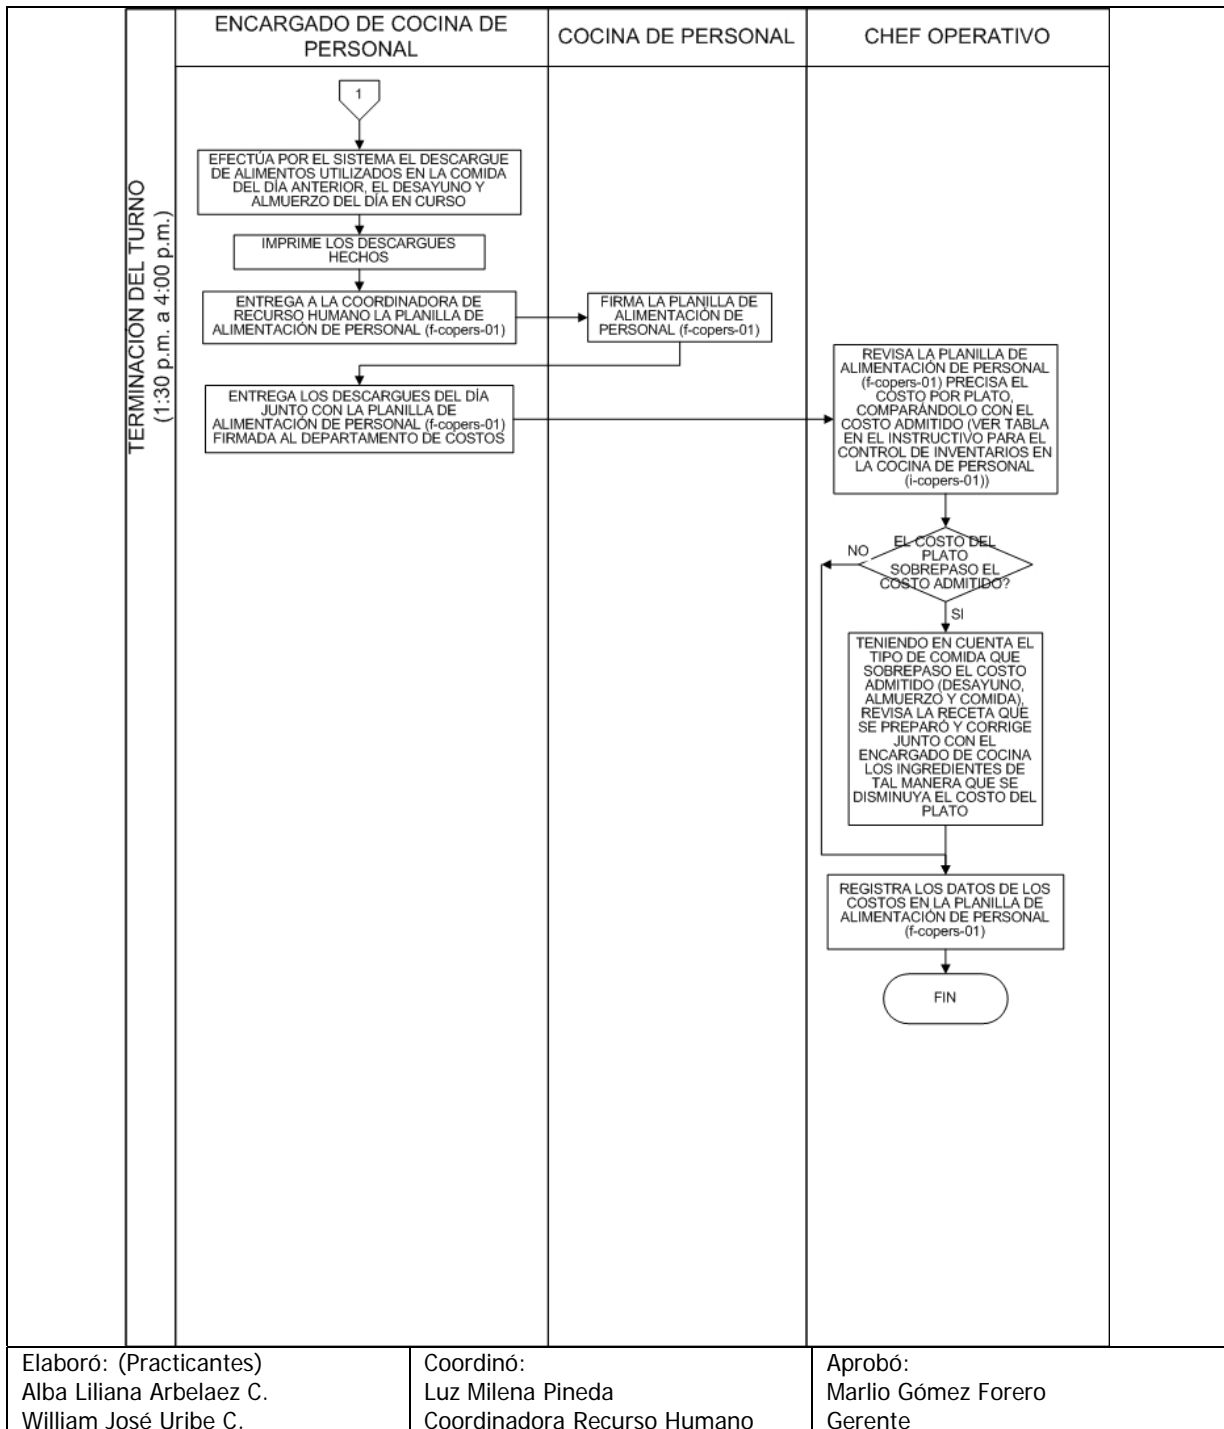 ENCARGADO DE COCINA DE
PERSONAL
COCINA DE PERSONAL
CHEF OPERATIVO
TERMINACIÓN DEL TURNO
(1:30 p.m. a 4:00 p.m.)
1
EFECTÚA POR EL SISTEMA EL DESCARGUE
DE ALIMENTOS UTILIZADOS EN LA COMIDA
DEL DÍA ANTERIOR, EL DESAYUNO Y
ALMUERZO DEL DÍA EN CURSO
IMPRIME LOS DESCARGUES
HECHOS
ENTREGA A LA COORDINADORA DE
RECURSO HUMANO LA PLANILLA DE
ALIMENTACIÓN DE PERSONAL (f-copers-01)
FIRMA LA PLANILLA DE
ALIMENTACIÓN DE
PERSONAL (f-copers-01)
ENTREGA LOS DESCARGUES DEL DÍA
JUNTO CON LA PLANILLA DE
ALIMENTACIÓN DE PERSONAL (f-copers-01)
FIRMADA AL DEPARTAMENTO DE COSTOS
REVISA LA PLANILLA DE
ALIMENTACIÓN DE PERSONAL
(f-copers-01) PRECISA EL
COSTO POR PLATO,
COMPARÁNDOLO CON EL
COSTO ADMITIDO (VER TABLA
EN EL INSTRUCTIVO PARA EL
CONTROL DE INVENTARIOS EN
LA COCINA DE PERSONAL
(i-copers-01))
EL COSTO DEL
PLATO
SOBREPASO EL
COSTO ADMITIDO?
NO
SI
TENIENDO EN CUENTA EL
TIPO DE COMIDA QUE
SOBREPASO EL COSTO
ADMITIDO (DESAYUNO,
ALMUERZO Y COMIDA),
REVISA LA RECETA QUE
SE PREPARÓ Y CORRIGE
JUNTO CON EL
ENCARGADO DE COCINA
LOS INGREDIENTES DE
TAL MANERA QUE SE
DISMINUYA EL COSTO DEL
PLATO
REGISTRA LOS DATOS DE LOS
COSTOS EN LA PLANILLA DE
ALIMENTACIÓN DE PERSONAL
(f-copers-01)
FIN
Elaboró: (Practicantes)
Alba Liliana Arbelaez C.
William José Uribe C.
Coordinó:
Luz Milena Pineda
Coordinadora Recurso Humano
Aprobó:
Marlio Gómez Forero
Gerente